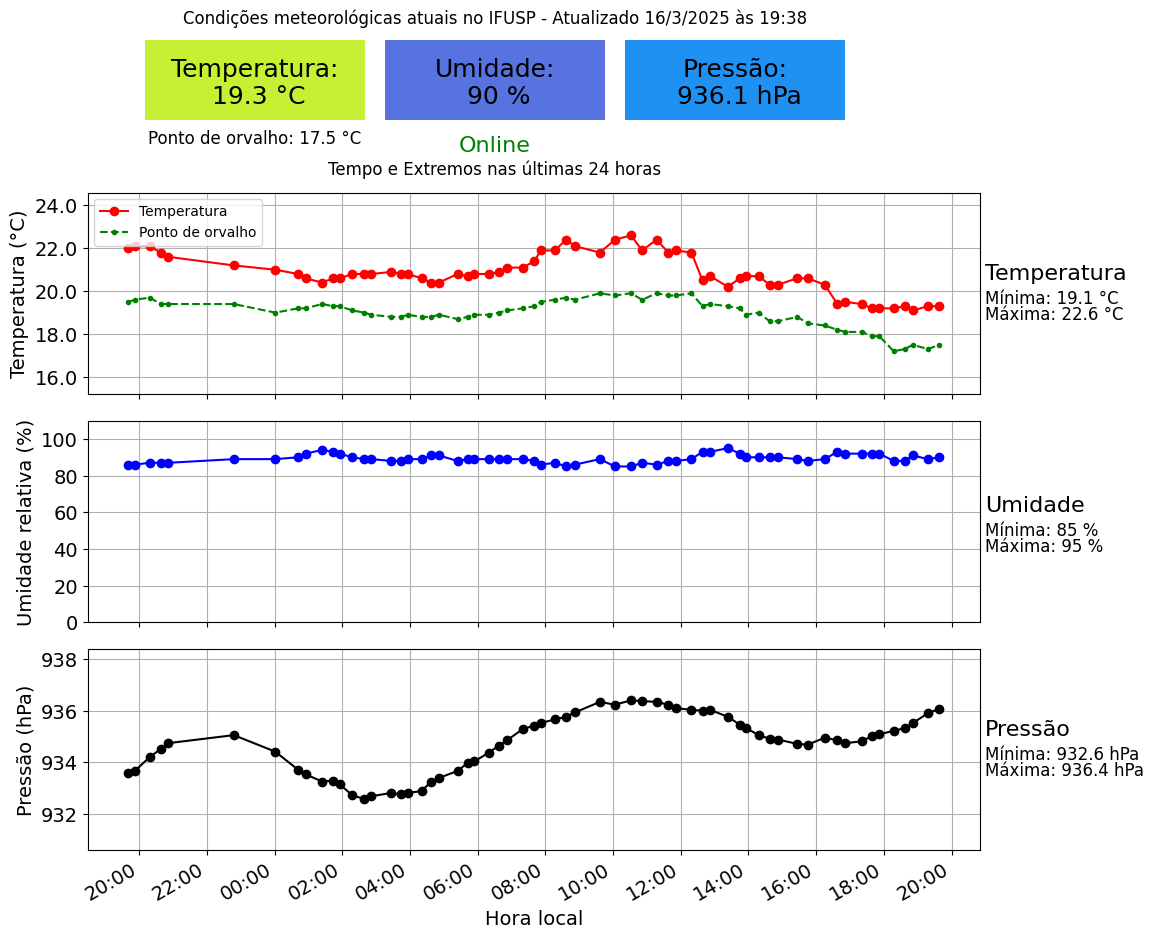 Condições meteorológicas atuais no IFUSP - Atualizado 16/3/2025 às 19:38
Temperatura:
19.3 °C
Umidade:
90 %
Pressão:
936.1 hPa
Ponto de orvalho: 17.5 °C
Online
Tempo e Extremos nas últimas 24 horas
Temperatura (°C)
24.0
22.0
20.0
18.0
16.0
Temperatura
Ponto de orvalho
Temperatura
Mínima: 19.1 °C
Máxima: 22.6 °C
Umidade relativa (%)
100
80
60
40
20
0
Umidade
Mínima: 85 %
Máxima: 95 %
Pressão (hPa)
938
936
934
932
Pressão
Mínima: 932.6 hPa
Máxima: 936.4 hPa
20:00
22:00
00:00
02:00
04:00
06:00
08:00
10:00
12:00
14:00
16:00
18:00
20:00
Hora local